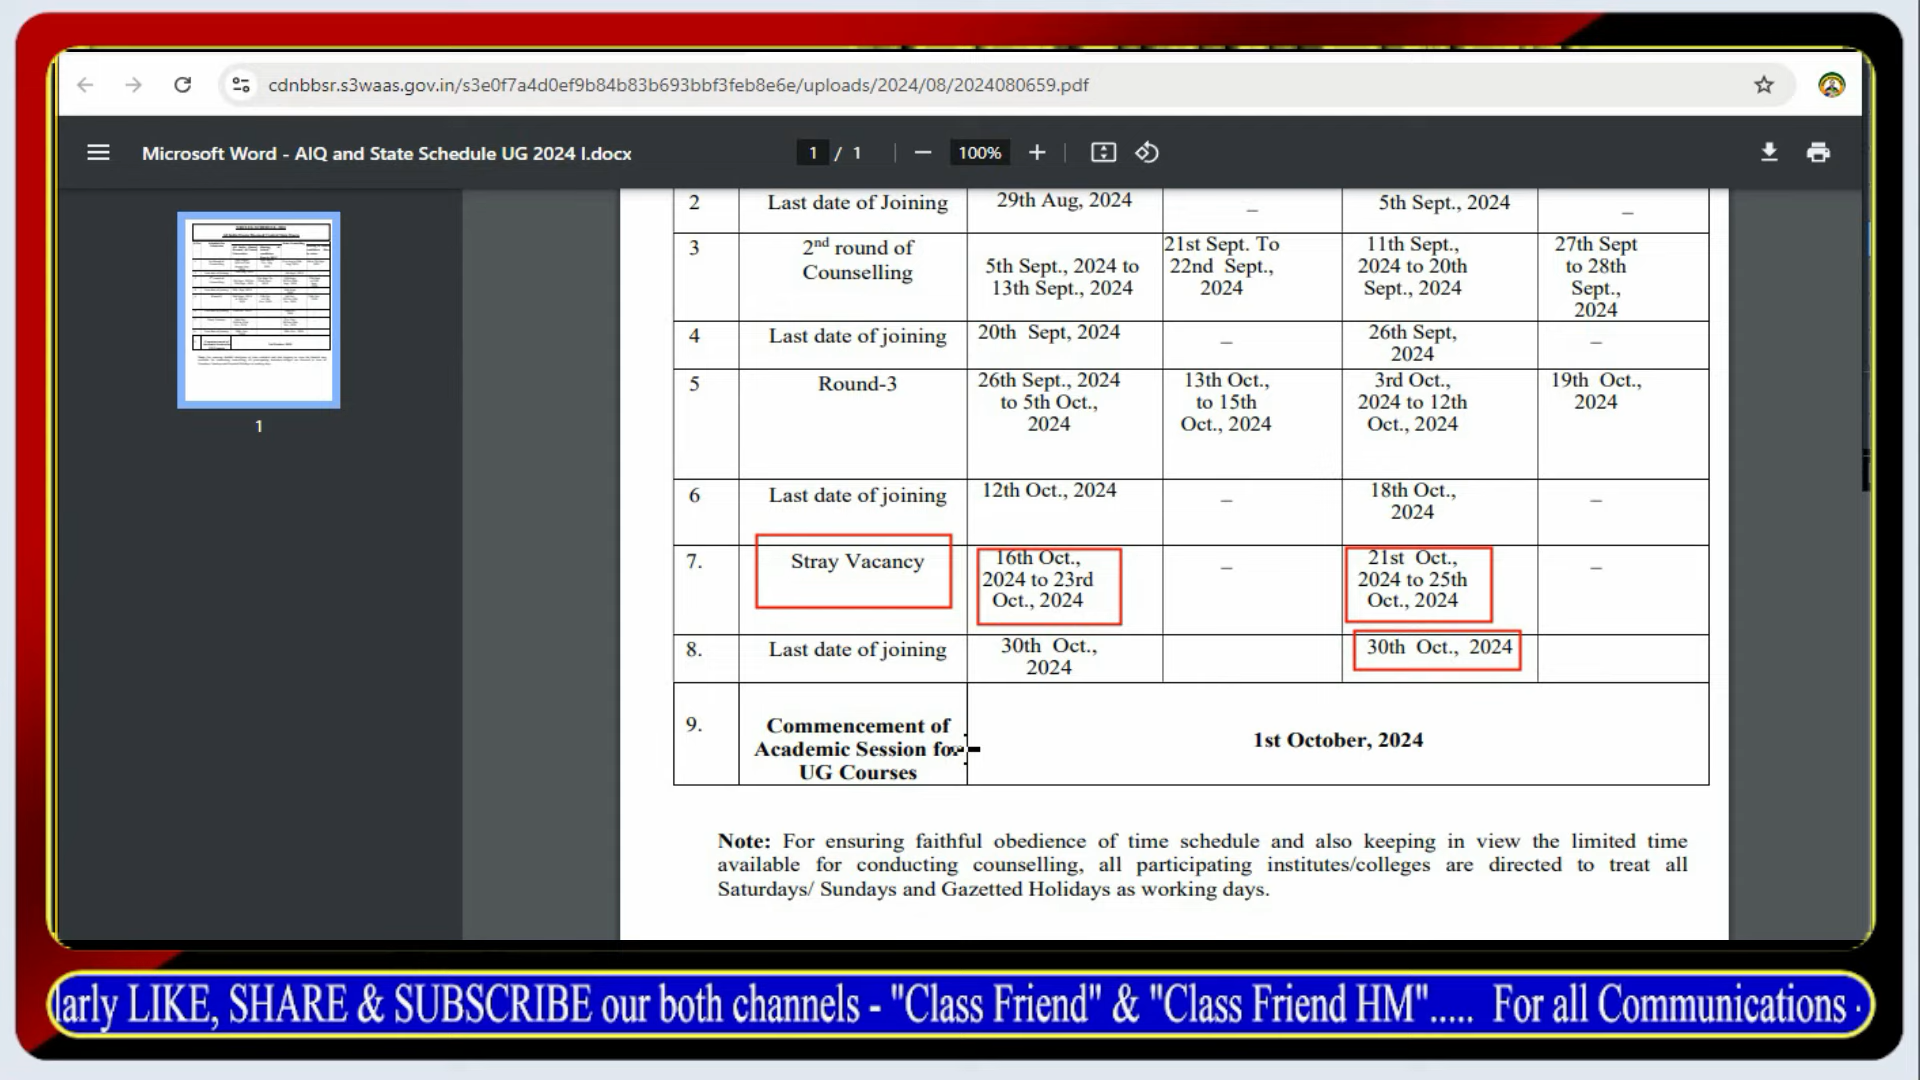 cdnbbsr.s3waas.gov.in/s3e0f7a4d0ef9b84b83b693bbf3feb8e6e/uploads/2024/08/2024080659.pdf
Microsoft Word - AIQ and State Schedule UG 2024 I.docx
1 / 1
100%
1
2 Last date of Joining 29th Aug, 2024 _ 5th Sept., 2024 _
3 2nd round of
Counselling
5th Sept., 2024 to
13th Sept., 2024
21st Sept. To
22nd Sept.,
2024
11th Sept.,
2024 to 20th
Sept., 2024
27th Sept
to 28th
Sept.,
2024
4 Last date of joining 20th Sept, 2024 _ 26th Sept,
2024
_
5 Round-3
26th Sept., 2024
to 5th Oct.,
2024
13th Oct.,
to 15th
Oct., 2024
3rd Oct.,
2024 to 12th
Oct., 2024
19th Oct.,
2024
6 Last date of joining 12th Oct., 2024 _ 18th Oct.,
2024
_
7. Stray Vacancy
16th Oct.,
2024 to 23rd
Oct., 2024
_
21st Oct.,
2024 to 25th
Oct., 2024
_
8. Last date of joining 30th Oct.,
2024
30th Oct., 2024
9.
Commencement of
Academic Session for
UG Courses
1st October, 2024
Note: For ensuring faithful obedience of time schedule and also keeping in view the limited time
available for conducting counselling, all participating institutes/colleges are directed to treat all
Saturdays/ Sundays and Gazetted Holidays as working days.
larly LIKE, SHARE & SUBSCRIBE our both channels - "Class Friend" & "Class Friend HM"..... For all Communications -